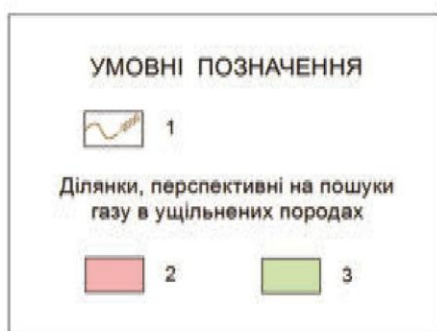 УМОВНІ ПОЗНАЧЕННЯ
1
Ділянки, перспективні на пошуки
газу в ущільнених породах
2 3